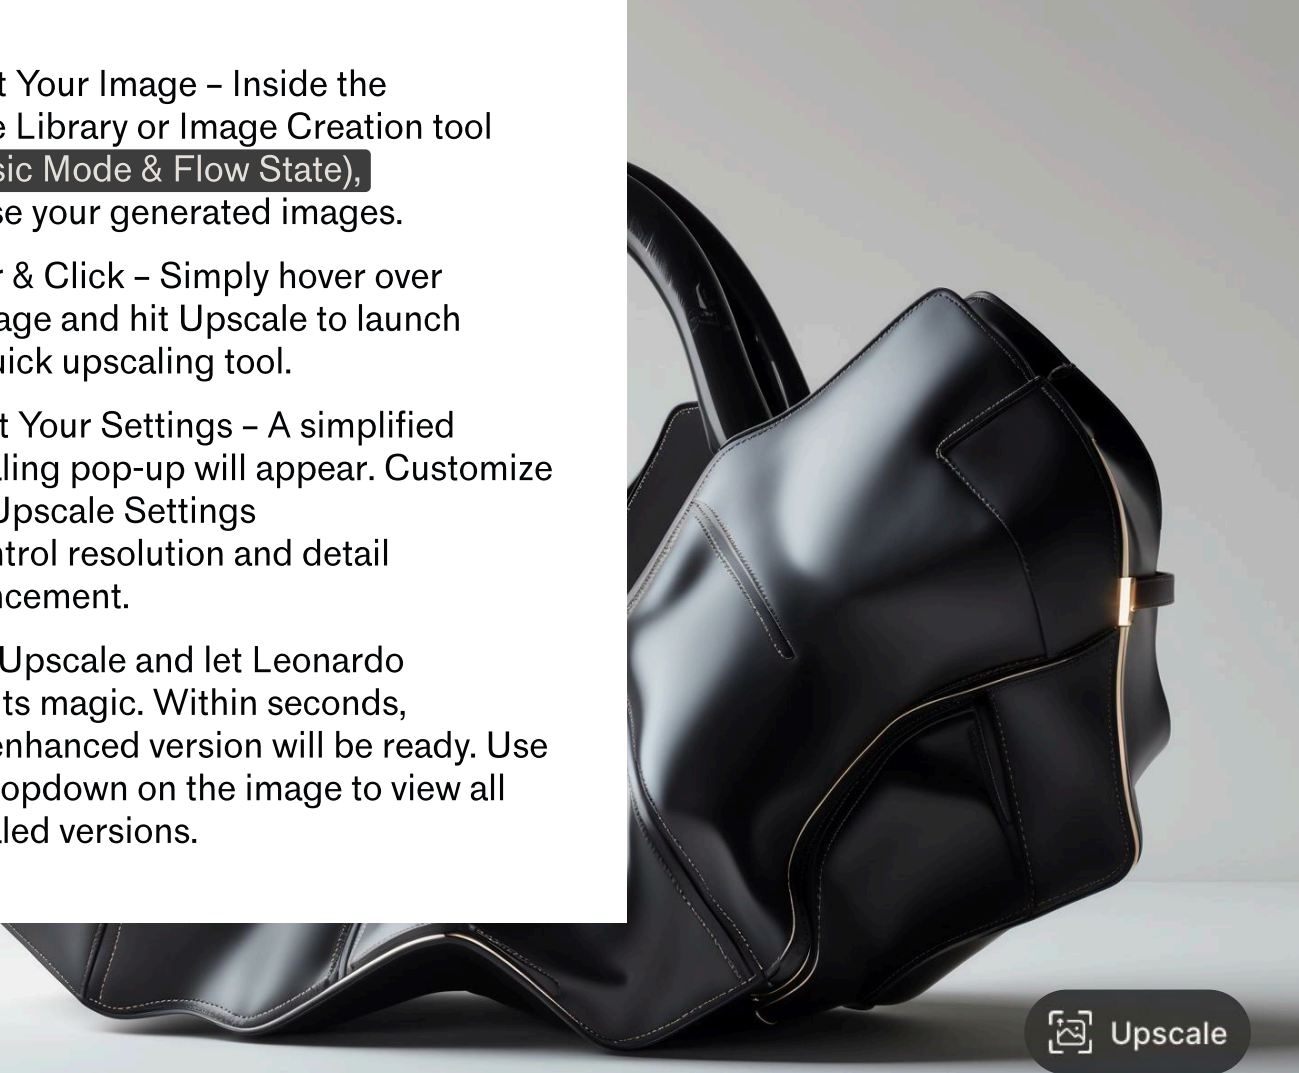 t Your Image – Inside the
e Library or Image Creation tool
sic Mode & Flow State),
se your generated images.
r & Click – Simply hover over
age and hit Upscale to launch
uick upscaling tool.
t Your Settings – A simplified
ling pop-up will appear. Customize
Upscale Settings
ntrol resolution and detail
ncement.
Upscale and let Leonardo
ts magic. Within seconds,
enhanced version will be ready. Use
opdown on the image to view all
led versions.
Upscale